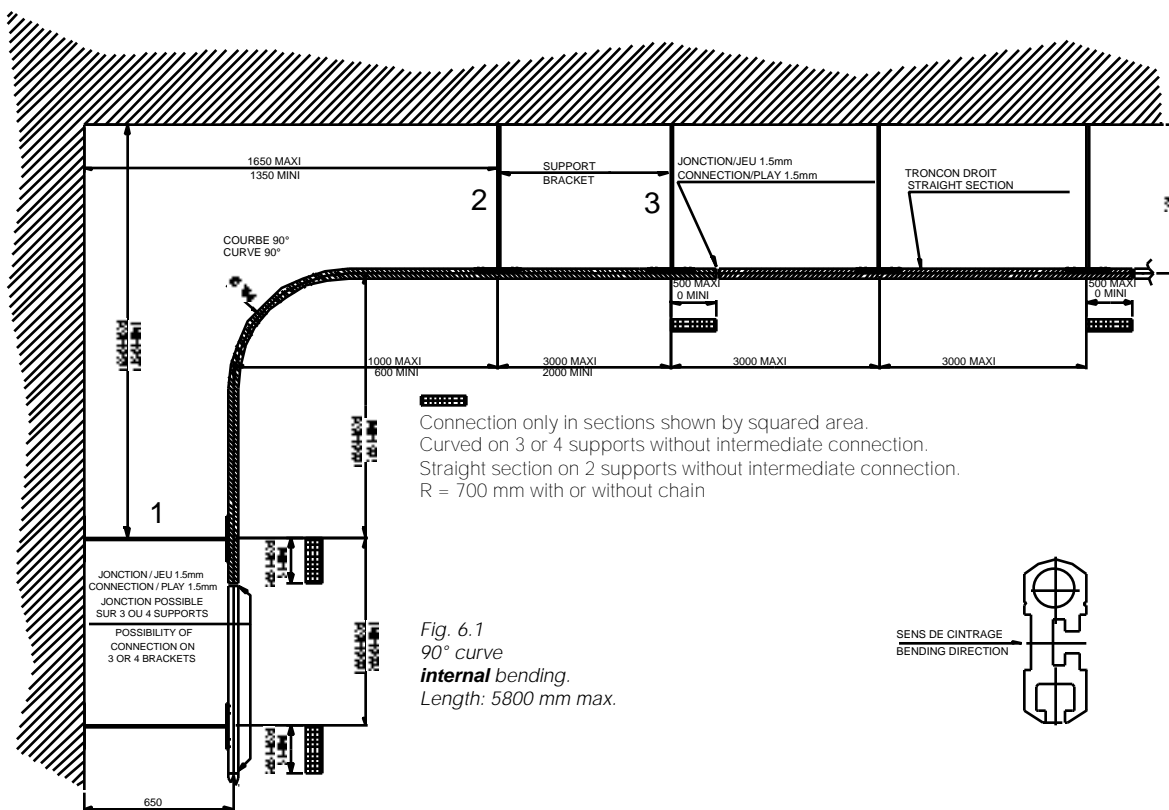 1650 MAXI
1350 MINI
2
SUPPORT
BRACKET
3
JONCTION/JEU 1.5mm
CONNECTION/PLAY 1.5mm
TRONCON DROIT
STRAIGHT SECTION
COURBE 90°
CURVE 90°
500 MAXI
0 MINI
500 MAXI
0 MINI
1000 MAXI
600 MINI
3000 MAXI
2000 MINI
3000 MAXI
3000 MAXI
Connection only in sections shown by squared area.
Curved on 3 or 4 supports without intermediate connection.
Straight section on 2 supports without intermediate connection.
R = 700 mm with or without chain
1
JONCTION / JEU 1.5mm
CONNECTION / PLAY 1.5mm
JONCTION POSSIBLE
SUR 3 OU 4 SUPPORTS
POSSIBILITY OF
CONNECTION ON
3 OR 4 BRACKETS
Fig. 6.1
90° curve
internal bending.
Length: 5800 mm max.
SENS DE CINTRAGE
BENDING DIRECTION
650